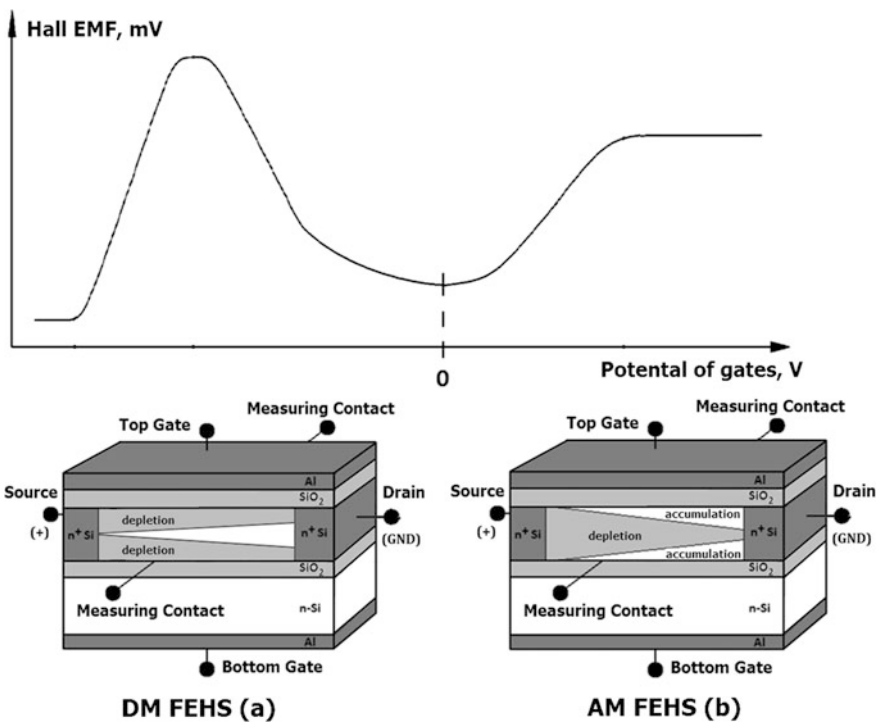 Hall EMF, mV
0
Potental of gates, V
Measuring Contact
Top Gate
Al
SiO2
Source
Drain
(+)
n+ Si
depletion
depletion
n+ Si
(GND)
SiO2
Measuring Contact
n-Si
Al
Bottom Gate
DM FEHS (a)
Measuring Contact
Top Gate
Al
SiO2
Source
Drain
(+)
n+ Si
accumulation
depletion
accumulation
n+ Si
(GND)
SiO2
Measuring Contact
n-Si
Al
Bottom Gate
AM FEHS (b)